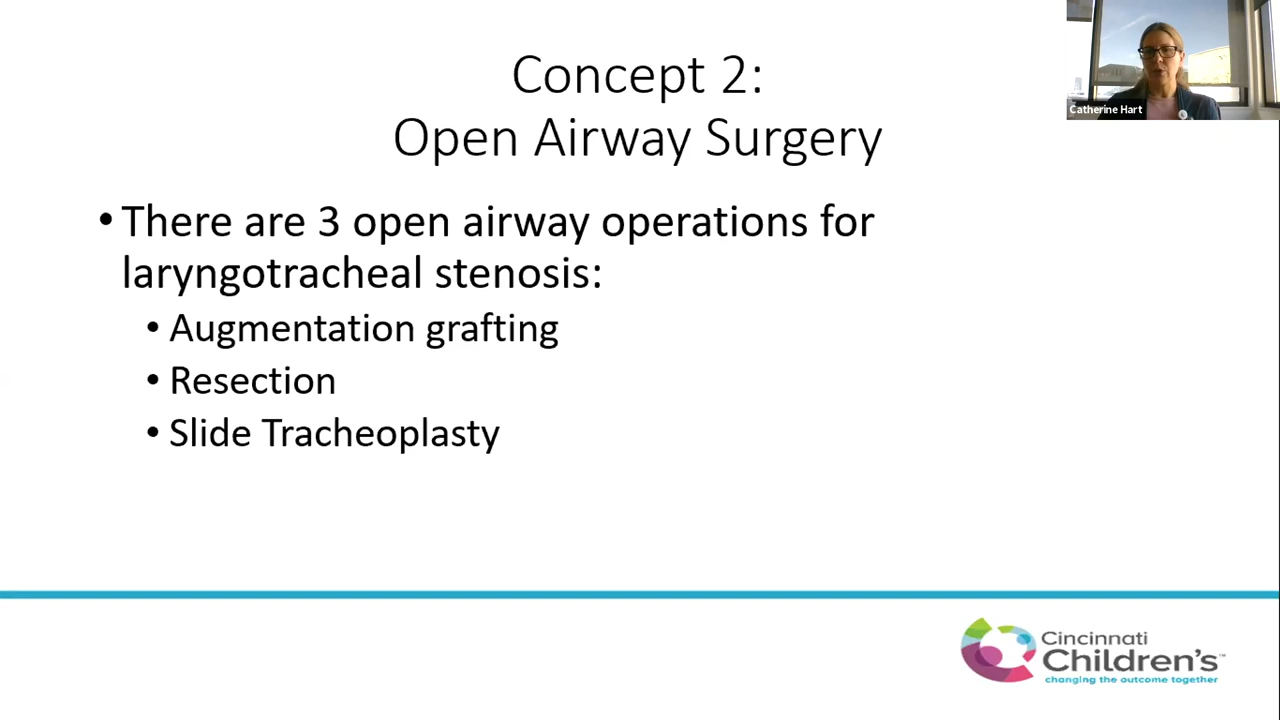 Concept 2:
Open Airway Surgery
Catherine Hart
• There are 3 open airway operations for
laryngotracheal stenosis:
• Augmentation grafting
• Resection
• Slide Tracheoplasty
Cincinnati
Children's™
changing the outcome together